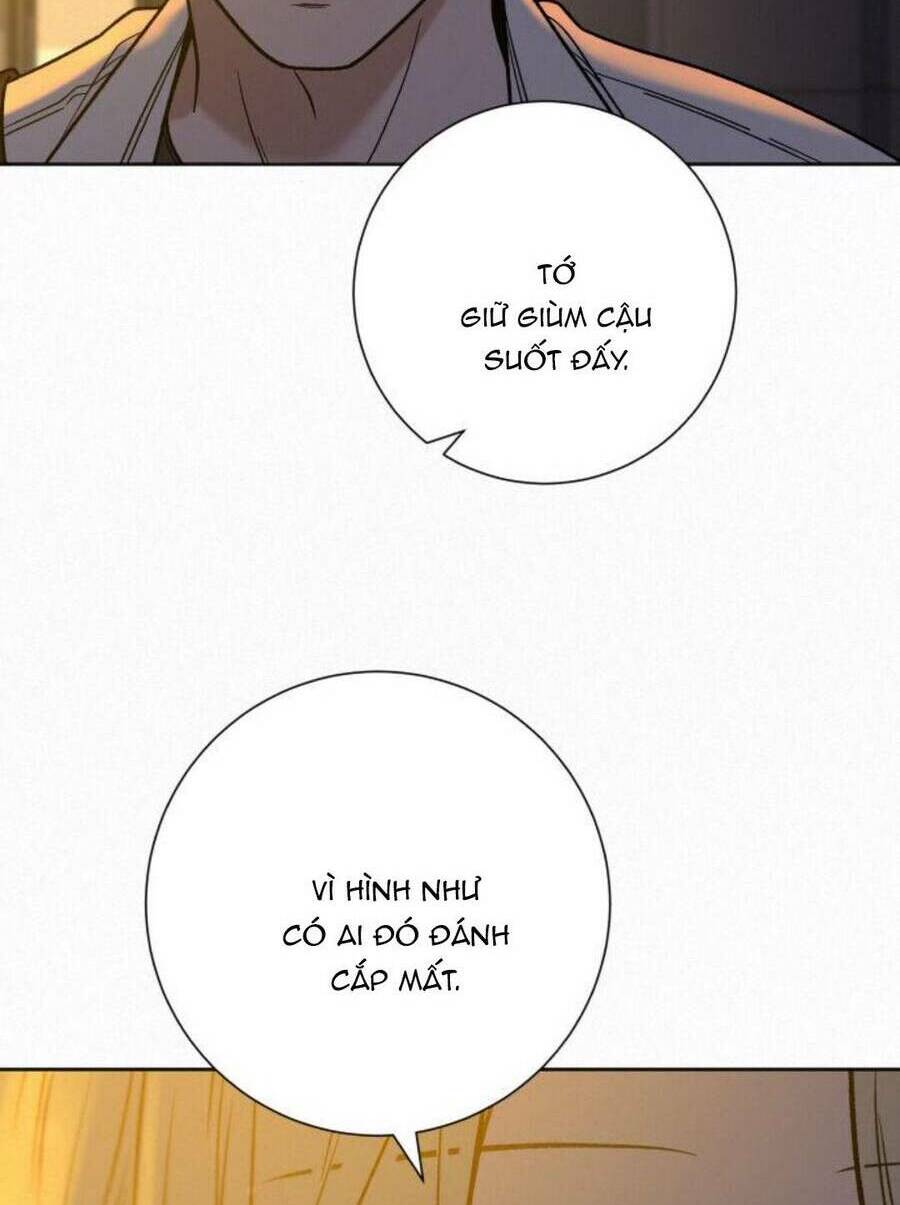 TỚ
GIỮ GIÙM CẬU
SUỐT ĐẤY.
VÌ HÌNH NHƯ
CÓ AI ĐÓ ĐÁNH
CẮP MẤT.